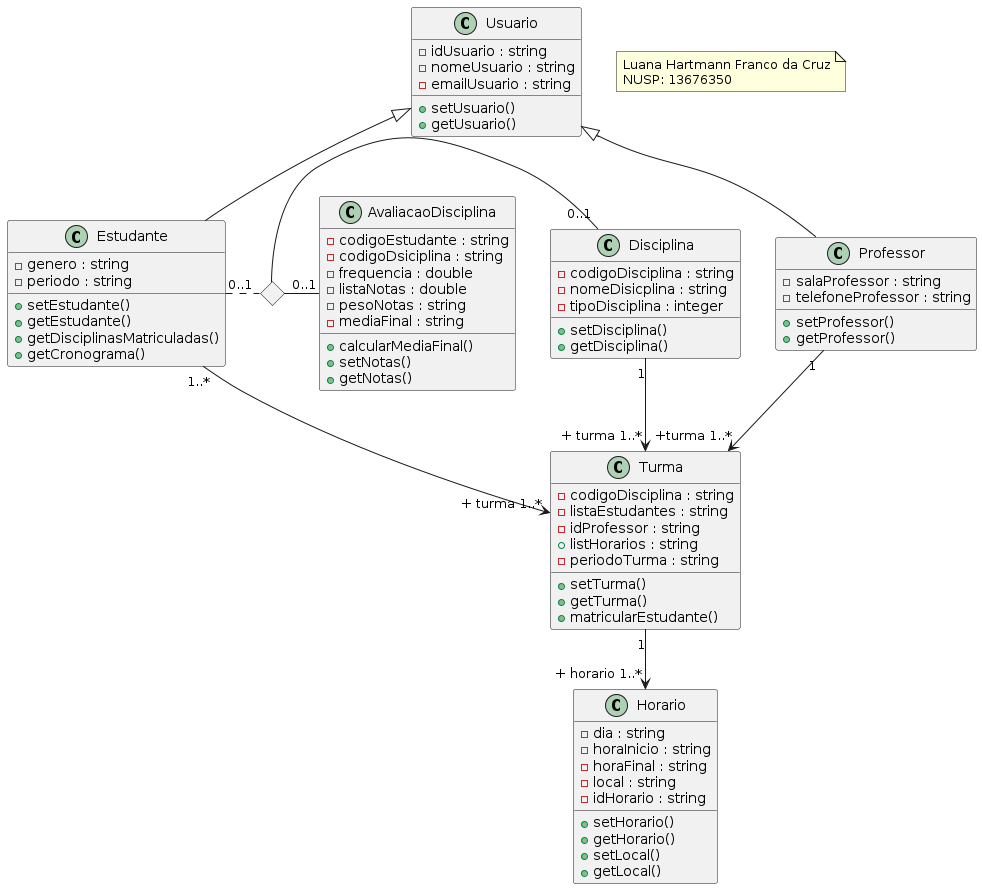 C Usuario
idUsuario : string
nomeUsuario : string
emailUsuario : string
setUsuario()
getUsuario()
Luana Hartmann Franco da Cruz
NUSP: 13676350
C Estudante
genero : string
periodo : string
setEstudante()
getEstudante()
getDisciplinasMatriculadas()
getCronograma()
0..1
0..1
C AvaliacaoDisciplina
codigoEstudante : string
codigoDsiciplina : string
frequencia : double
listaNotas : double
pesoNotas : string
mediaFinal : string
calcularMediaFinal()
setNotas()
getNotas()
0..1
C Disciplina
codigoDisciplina : string
nomeDisicplina : string
tipoDisciplina : integer
setDisciplina()
getDisciplina()
C Professor
salaProfessor : string
telefoneProfessor : string
setProfessor()
getProfessor()
1..*
1
1
+ turma 1..*
+turma 1..*
+ turma 1..*
C Turma
codigoDisciplina : string
listaEstudantes : string
idProfessor : string
listHorarios : string
periodoTurma : string
setTurma()
getTurma()
matricularEstudante()
1
+ horario 1..*
C Horario
dia : string
horaInicio : string
horaFinal : string
local : string
idHorario : string
setHorario()
getHorario()
setLocal()
getLocal()